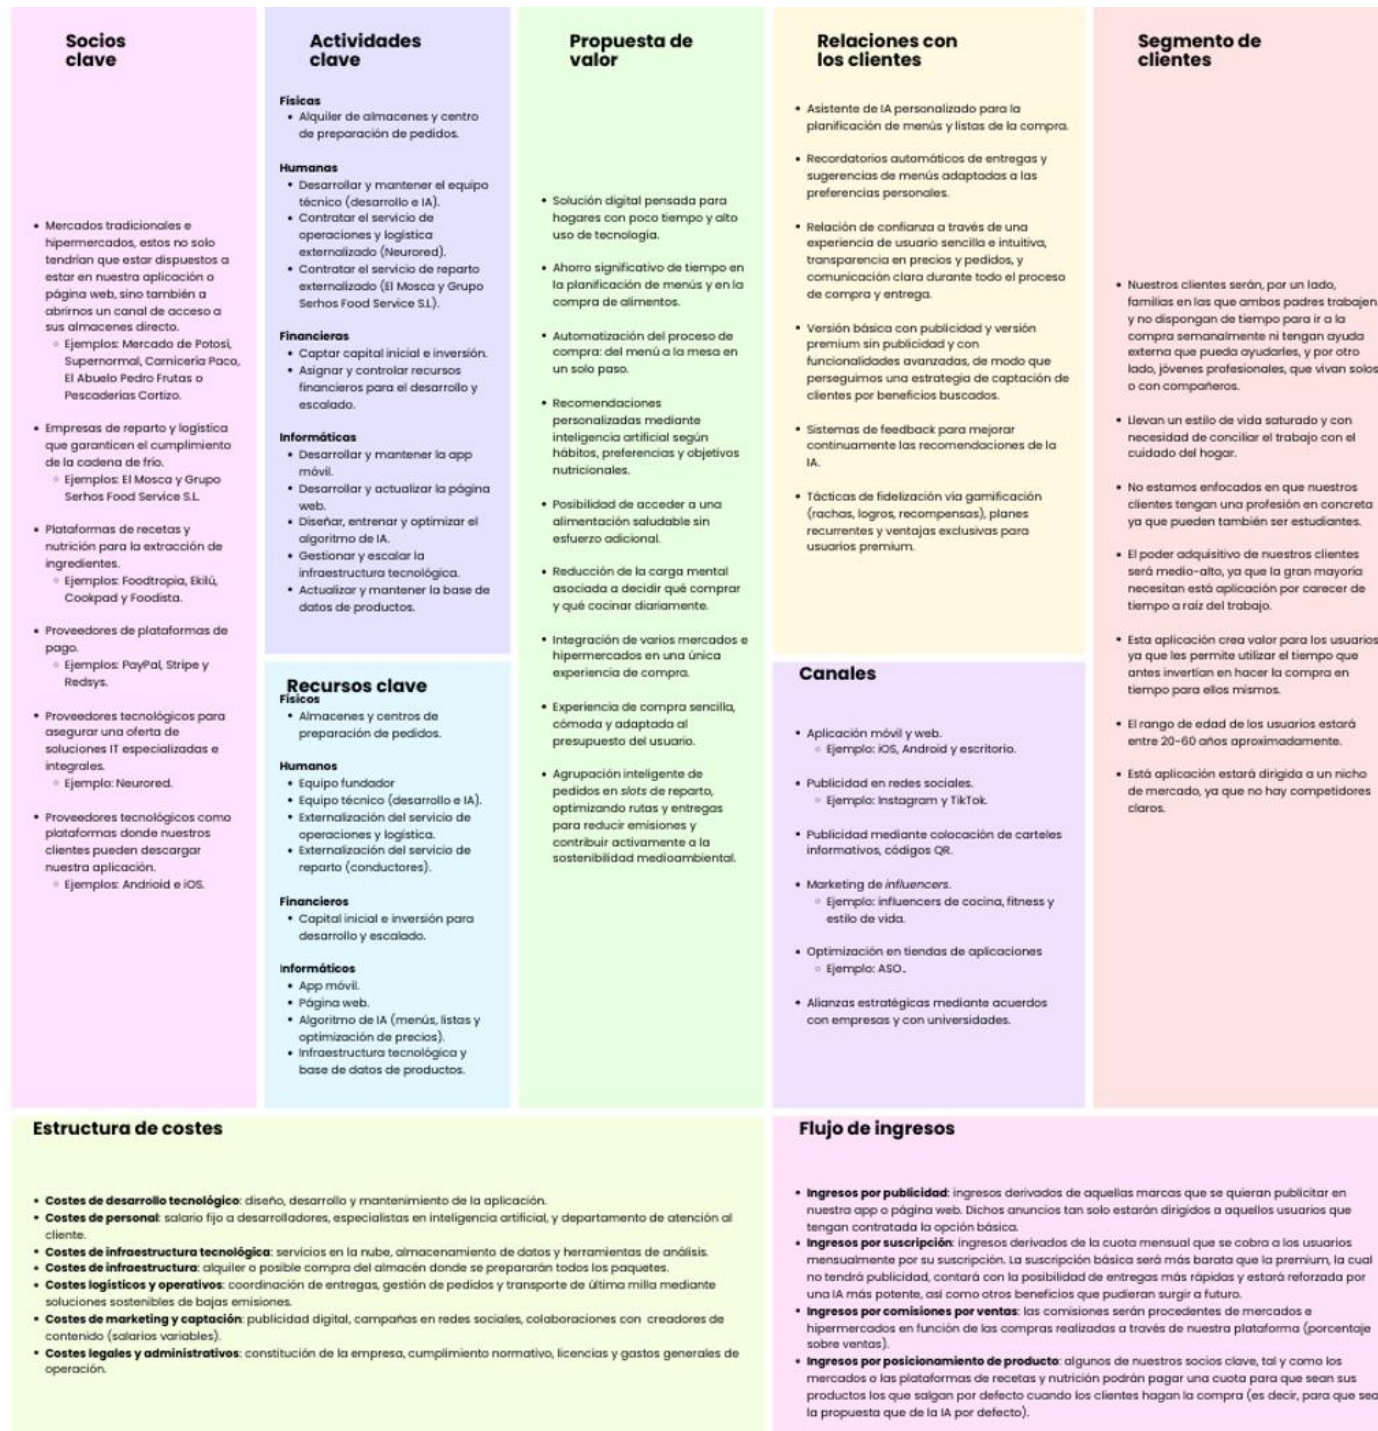 Socios
clave
Mercados tradicionales e
hipermercados, estos no solo
tendrían que estar dispuestos a
estar en nuestra aplicación o
página web, sino también a
abrirnos un canal de acceso a
sus almacenes directo.
Ejemplos: Mercado de Potosí,
Supernormal, Carnicería Paco,
El Abuelo Pedro Frutas o
Pescaderías Cortizo.
Empresas de reparto y logística
que garanticen el cumplimiento
de la cadena de frío.
Ejemplos: El Mosca y Grupo
Serhos Food Service S.L.
Plataformas de recetas y
nutrición para la extracción de
ingredientes.
Ejemplos: Foodtropia, Ekilú,
Cookpad y Foodista.
Proveedores de plataformas de
pago.
Ejemplos: PayPal, Stripe y
Redsys.
Proveedores tecnológicos para
asegurar una oferta de
soluciones IT especializadas e
integrales.
Ejemplo: Neurored.
Proveedores tecnológicos como
plataformas donde nuestros
clientes pueden descargar
nuestra aplicación.
Ejemplos: Andrioid e iOS.
Actividades
clave
Físicas
Alquiler de almacenes y centro
de preparación de pedidos.
Humanas
Desarrollar y mantener el equipo
técnico (desarrollo e IA).
Contratar el servicio de
operaciones y logística
externalizado (Neurored).
Contratar el servicio de reparto
externalizado (El Mosca y Grupo
Serhos Food Service S.L).
Financieras
Captar capital inicial e inversión.
Asignar y controlar recursos
financieros para el desarrollo y
escalado.
Informáticas
Desarrollar y mantener la app
móvil.
Desarrollar y actualizar la página
web.
Diseñar, entrenar y optimizar el
algoritmo de IA.
Gestionar y escalar la
infraestructura tecnológica.
Actualizar y mantener la base de
datos de productos.
Recursos clave
Físicos
Almacenes y centros de
preparación de pedidos.
Humanos
Equipo fundador
Equipo técnico (desarrollo e IA).
Externalización del servicio de
operaciones y logística.
Externalización del servicio de
reparto (conductores).
Financieros
Capital inicial e inversión para
desarrollo y escalado.
Informáticos
App móvil.
Página web.
Algoritmo de IA (menús, listas y
optimización de precios).
Infraestructura tecnológica y
base de datos de productos.
Propuesta de
valor
Solución digital pensada para
hogares con poco tiempo y alto
uso de tecnología.
Ahorro significativo de tiempo en
la planificación de menús y en la
compra de alimentos.
Automatización del proceso de
compra: del menú a la mesa en
un solo paso.
Recomendaciones
personalizadas mediante
inteligencia artificial según
hábitos, preferencias y objetivos
nutricionales.
Posibilidad de acceder a una
alimentación saludable sin
esfuerzo adicional.
Reducción de la carga mental
asociada a decidir qué comprar
y qué cocinar diariamente.
Integración de varios mercados e
hipermercados en una única
experiencia de compra.
Experiencia de compra sencilla,
cómoda y adaptada al
presupuesto del usuario.
Agrupación inteligente de
pedidos en slots de reparto,
optimizando rutas y entregas
para reducir emisiones y
contribuir activamente a la
sostenibilidad medioambiental.
Relaciones con
los clientes
Asistente de IA personalizado para la
planificación de menús y listas de la compra.
Recordatorios automáticos de entregas y
sugerencias de menús adaptadas a las
preferencias personales.
Relación de confianza a través de una
experiencia de usuario sencilla e intuitiva,
transparencia en precios y pedidos, y
comunicación clara durante todo el proceso
de compra y entrega.
Versión básica con publicidad y versión
premium sin publicidad y con
funcionalidades avanzadas, de modo que
perseguimos una estrategia de captación de
clientes por beneficios buscados.
Sistemas de feedback para mejorar
continuamente las recomendaciones de la
IA.
Tácticas de fidelización vía gamificación
(rachas, logros, recompensas), planes
recurrentes y ventajas exclusivas para
usuarios premium.
Canales
Aplicación móvil y web.
Ejemplo: iOS, Android y escritorio.
Publicidad en redes sociales.
Ejemplo: Instagram y TikTok.
Publicidad mediante colocación de carteles
informativos, códigos QR.
Marketing de influencers.
Ejemplo: influencers de cocina, fitness y
estilo de vida.
Optimización en tiendas de aplicaciones
Ejemplo: ASO..
Alianzas estratégicas mediante acuerdos
con empresas y con universidades.
Segmento de
clientes
Nuestros clientes serán, por un lado,
familias en las que ambos padres trabajen
y no dispongan de tiempo para ir a la
compra semanalmente ni tengan ayuda
externa que pueda ayudarles, y por otro
lado, jóvenes profesionales, que vivan solos
o con compañeros.
Llevan un estilo de vida saturado y con
necesidad de conciliar el trabajo con el
cuidado del hogar.
No estamos enfocados en que nuestros
clientes tengan una profesión en concreta
ya que pueden también ser estudiantes.
El poder adquisitivo de nuestros clientes
será medio-alto, ya que la gran mayoría
necesitan está aplicación por carecer de
tiempo a raíz del trabajo.
Esta aplicación crea valor para los usuarios
ya que les permite utilizar el tiempo que
antes invertían en hacer la compra en
tiempo para ellos mismos.
El rango de edad de los usuarios estará
entre 20-60 años aproximadamente.
Está aplicación estará dirigida a un nicho
de mercado, ya que no hay competidores
claros.
Estructura de costes
Costes de desarrollo tecnológico: diseño, desarrollo y mantenimiento de la aplicación.
Costes de personal: salario fijo a desarrolladores, especialistas en inteligencia artificial, y departamento de atención al
cliente.
Costes de infraestructura tecnológica: servicios en la nube, almacenamiento de datos y herramientas de análisis.
Costes de infraestructura: alquiler o posible compra del almacén donde se prepararán todos los paquetes.
Costes logísticos y operativos: coordinación de entregas, gestión de pedidos y transporte de última milla mediante
soluciones sostenibles de bajas emisiones.
Costes de marketing y captación: publicidad digital, campañas en redes sociales, colaboraciones con creadores de
contenido (salarios variables).
Costes legales y administrativos: constitución de la empresa, cumplimiento normativo, licencias y gastos generales de
operación.
Flujo de ingresos
Ingresos por publicidad: ingresos derivados de aquellas marcas que se quieran publicitar en
nuestra app o página web. Dichos anuncios tan solo estarán dirigidos a aquellos usuarios que
tengan contratada la opción básica.
Ingresos por suscripción: ingresos derivados de la cuota mensual que se cobra a los usuarios
mensualmente por su suscripción. La suscripción básica será más barata que la premium, la cual
no tendrá publicidad, contará con la posibilidad de entregas más rápidas y estará reforzada por
una IA más potente, así como otros beneficios que pudieran surgir a futuro.
Ingresos por comisiones por ventas: las comisiones serán procedentes de mercados e
hipermercados en función de las compras realizadas a través de nuestra plataforma (porcentaje
sobre ventas).
Ingresos por posicionamiento de producto: algunos de nuestros socios clave, tal y como los
mercados o las plataformas de recetas y nutrición podrán pagar una cuota para que sean sus
productos los que salgan por defecto cuando los clientes hagan la compra (es decir, para que sea
la propuesta que de la IA por defecto).